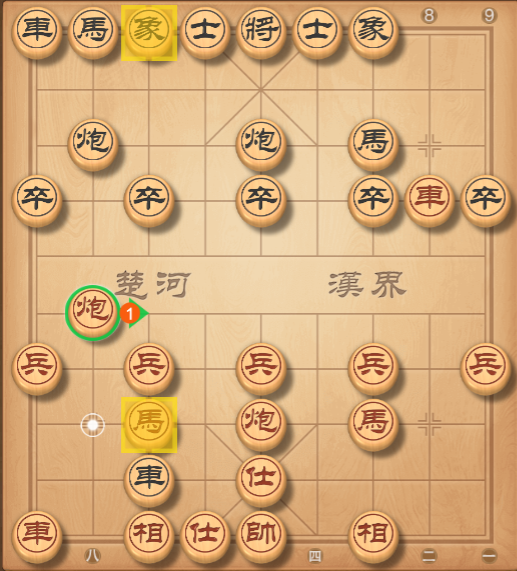 8 9
車 馬 象 士 将 士 象
炮 炮 馬
卒 卒 卒 卒 車 卒
楚河 漢界
炮 1
兵 兵 兵 兵 兵
馬 炮 馬
車 仕
車 相 仕 帥 相
八 四 二 一